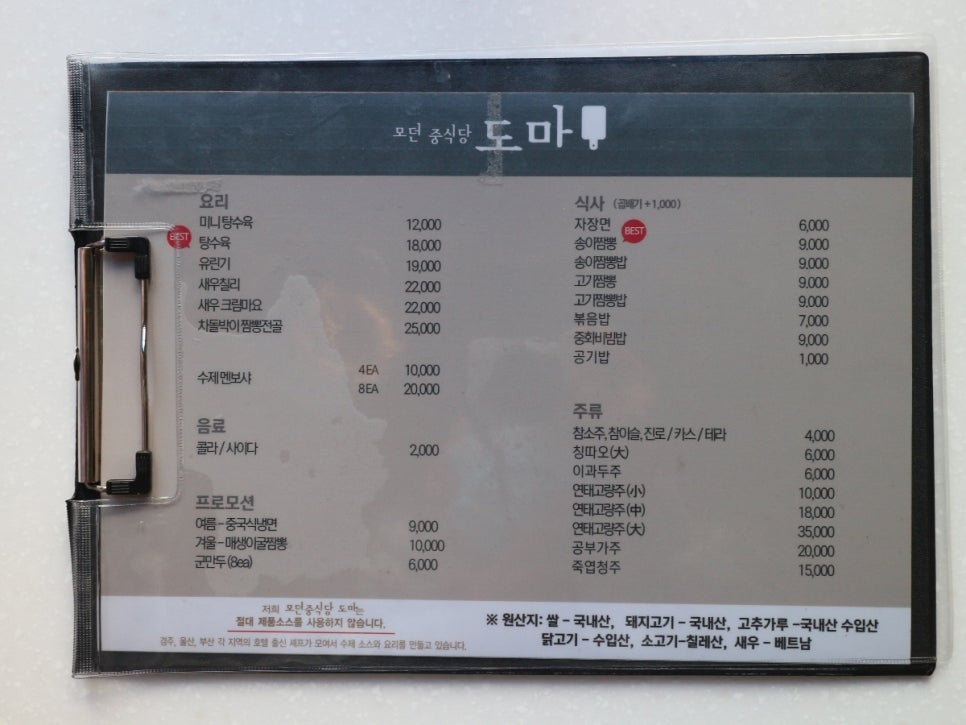 모던 중식당 도마
요리
미니탕수육 12,000
BEST 탕수육 18,000
유린기 19,000
새우칠리 22,000
새우 크림마요 22,000
차돌박이 짬뽕전골 25,000
수제멘보샤 4EA 10,000
8EA 20,000
음료
콜라 / 사이다 2,000
프로모션
여름 - 중국식냉면 9,000
겨울 - 매생이굴짬뽕 10,000
군만두 (8ea) 6,000
식사 (곱배기 +1,000)
자장면 6,000
BEST
송이짬뽕 9,000
송이짬뽕밥 9,000
고기짬뽕 9,000
고기짬뽕밥 9,000
볶음밥 7,000
중화비빔밥 9,000
공기밥 1,000
주류
참소주, 참이슬, 진로 / 카스 / 테라 4,000
칭따오(大) 6,000
이과두주 6,000
연태고량주(小) 10,000
연태고량주(中) 18,000
연태고량주(大) 35,000
공부가주 20,000
죽엽청주 15,000
저희 모던중식당 도마는
절대 제품소스를 사용하지 않습니다.
경주, 울산, 부산 각 지역의 호텔 출신 셰프가 모여서 수제 소스와 요리를 만들고 있습니다.
※ 원산지: 쌀 - 국내산, 돼지고기 - 국내산, 고추가루 -국내산 수입산
닭고기 - 수입산, 소고기-칠레산, 새우 - 베트남